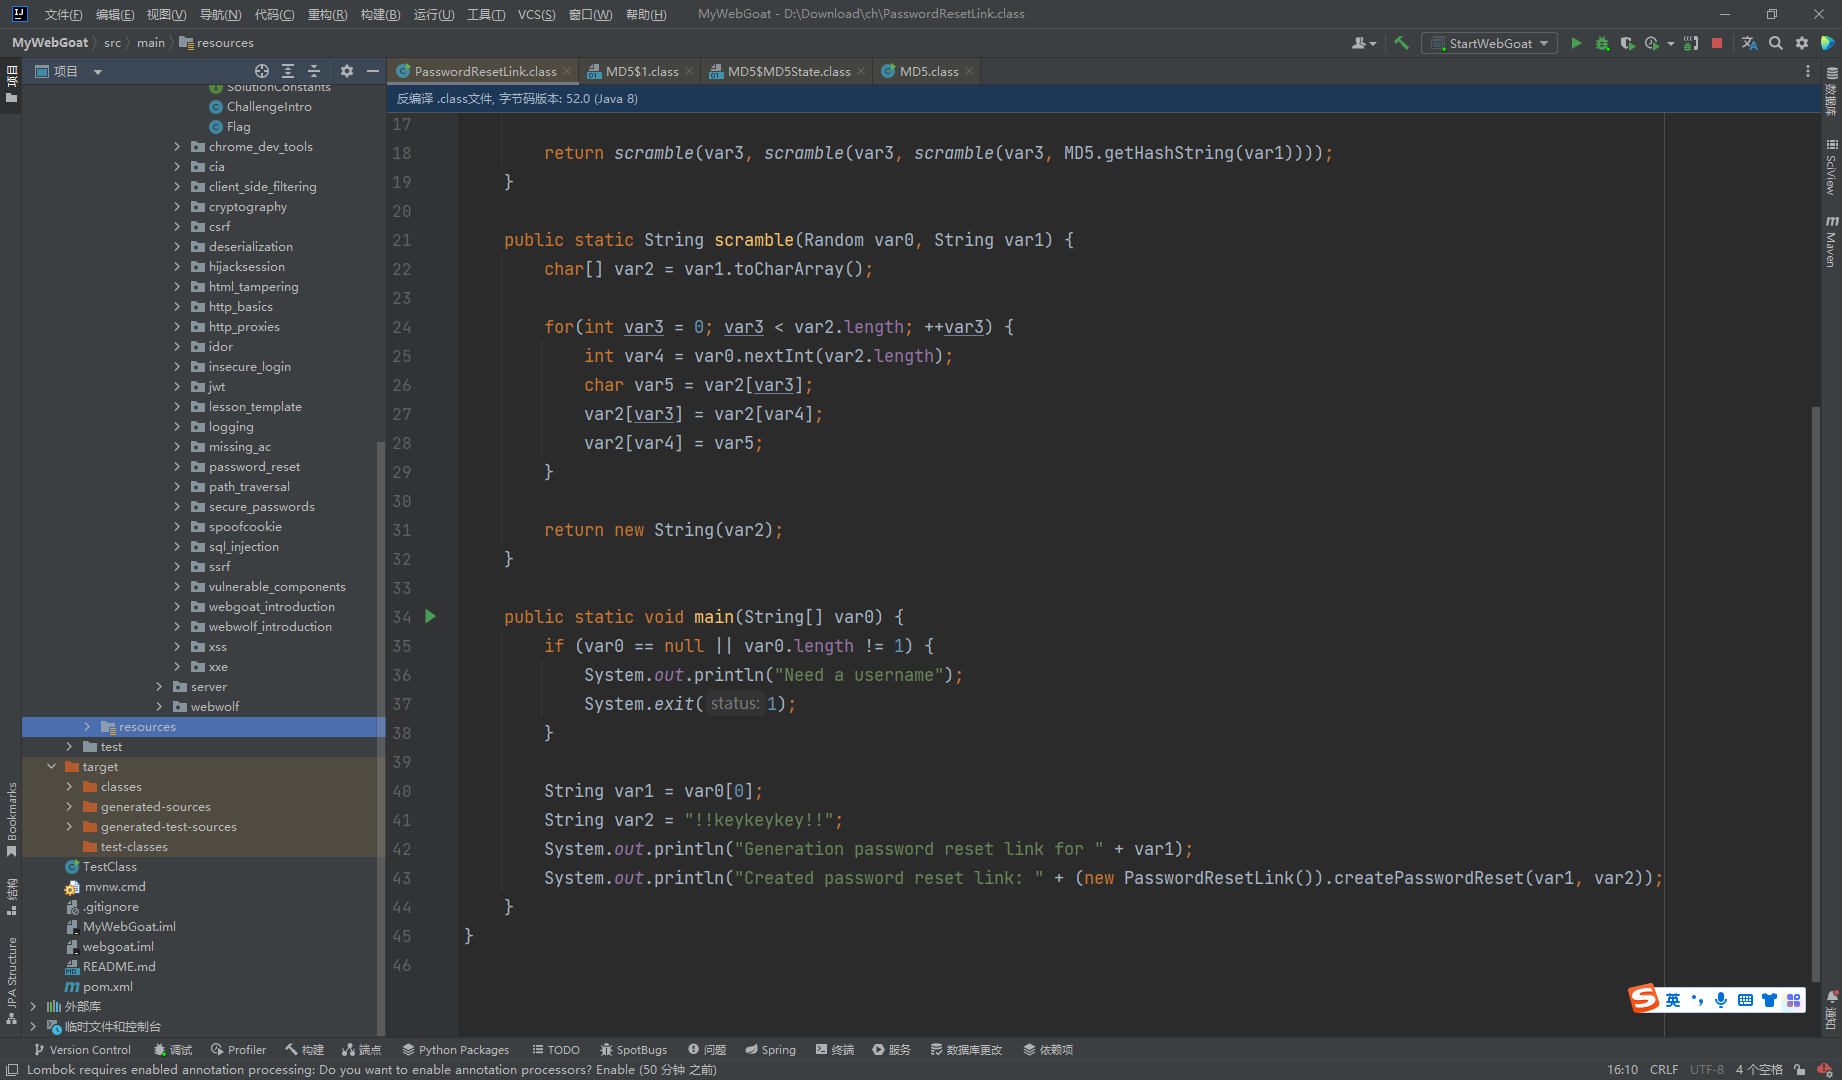 文件(F) 编辑(E) 视图(V) 导航(N) 代码(C) 重构(R) 构建(B) 运行(U) 工具(T) VCS(S) 窗口(W) 帮助(H) MyWebGoat - D:\Download\ch\PasswordResetLink.class
MyWebGoat src main resources StartWebGoat
项目
项目
PasswordResetLink.class MD5$1.class MD5$MD5State.class MD5.class
反编译 .class文件, 字节码版本: 52.0 (Java 8)
SolutionConstants
ChallengeIntro
Flag
chrome_dev_tools
cia
client_side_filtering
cryptography
csrf
deserialization
hijacksession
html_tampering
http_basics
http_proxies
idor
insecure_login
jwt
lesson_template
logging
missing_ac
password_reset
path_traversal
secure_passwords
spoofcookie
sql_injection
ssrf
vulnerable_components
webgoat_introduction
webwolf_introduction
xss
xxe
server
webwolf
resources
test
target
classes
generated-sources
generated-test-sources
test-classes
TestClass
mvnw.cmd
.gitignore
MyWebGoat.iml
webgoat.iml
README.md
pom.xml
外部库
临时文件和控制台
Bookmarks
结构
JPA Structure
17
18 return scramble(var3, scramble(var3, scramble(var3, MD5.getHashString(var1))));
19 }
20
21 public static String scramble(Random var0, String var1) {
22 char[] var2 = var1.toCharArray();
23
24 for(int var3 = 0; var3 < var2.length; ++var3) {
25 int var4 = var0.nextInt(var2.length);
26 char var5 = var2[var3];
27 var2[var3] = var2[var4];
28 var2[var4] = var5;
29 }
30
31 return new String(var2);
32 }
33
34 public static void main(String[] var0) {
35 if (var0 == null || var0.length != 1) {
36 System.out.println("Need a username");
37 System.exit( status: 1);
38 }
39
40 String var1 = var0[0];
41 String var2 = "!!keykeykey!!";
42 System.out.println("Generation password reset link for " + var1);
43 System.out.println("Created password reset link: " + (new PasswordResetLink()).createPasswordReset(var1, var2));
44 }
45 }
46
数据库
SciView
Maven
通知
英
Version Control 调试 Profiler 构建 端点 Python Packages TODO SpotBugs 问题 Spring 终端 服务 数据库更改 依赖项
Lombok requires enabled annotation processing: Do you want to enable annotation processors? Enable (50 分钟 之前) 16:10 CRLF UTF-8 4 个空格